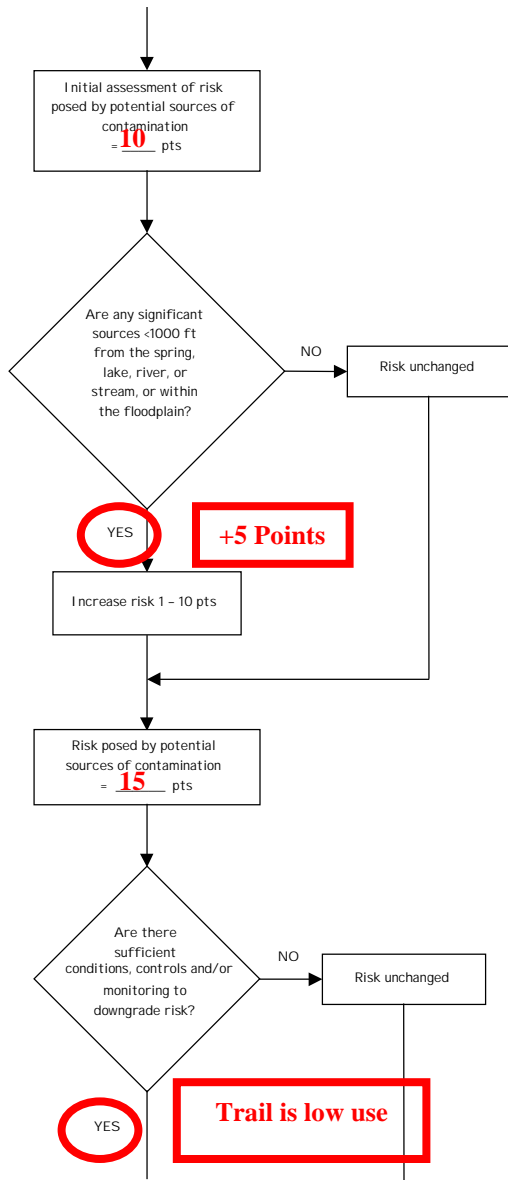 Initial assessment of risk
posed by potential sources of
contamination
= 10 pts
Are any significant
sources <1000 ft
from the spring,
lake, river, or
stream, or within
the floodplain?
NO
Risk unchanged
YES
+5 Points
Increase risk 1 – 10 pts
Risk posed by potential
sources of contamination
= 15 pts
Are there
sufficient
conditions, controls and/or
monitoring to
downgrade risk?
NO
Risk unchanged
YES
Trail is low use